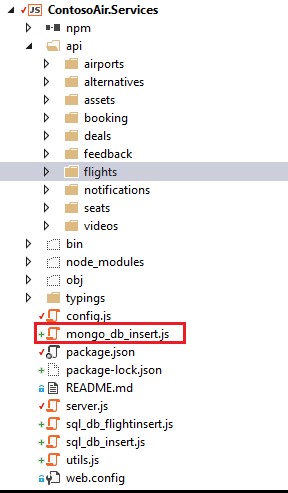 JS ContosoAir.Services
npm
api
airports
alternatives
assets
booking
deals
feedback
flights
notifications
seats
videos
bin
node_modules
obj
typings
config.js
mongo_db_insert.js
package.json
package-lock.json
README.md
server.js
sql_db_flightinsert.js
sql_db_insert.js
utils.js
web.config